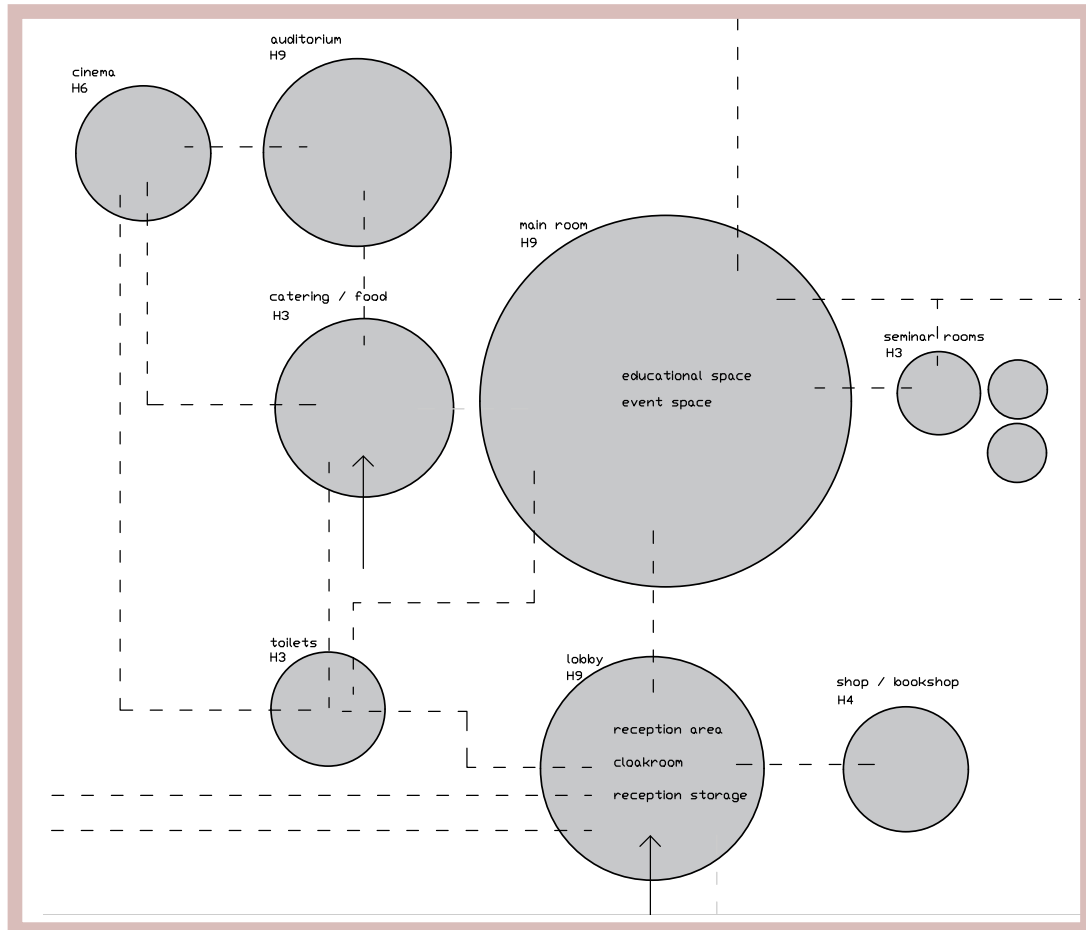 auditorium
H9
cinema
H6
main room
H9
catering / food
H3
seminar rooms
H3
educational space
event space
toilets
H3
lobby
H9
shop / bookshop
H4
reception area
cloakroom
reception storage